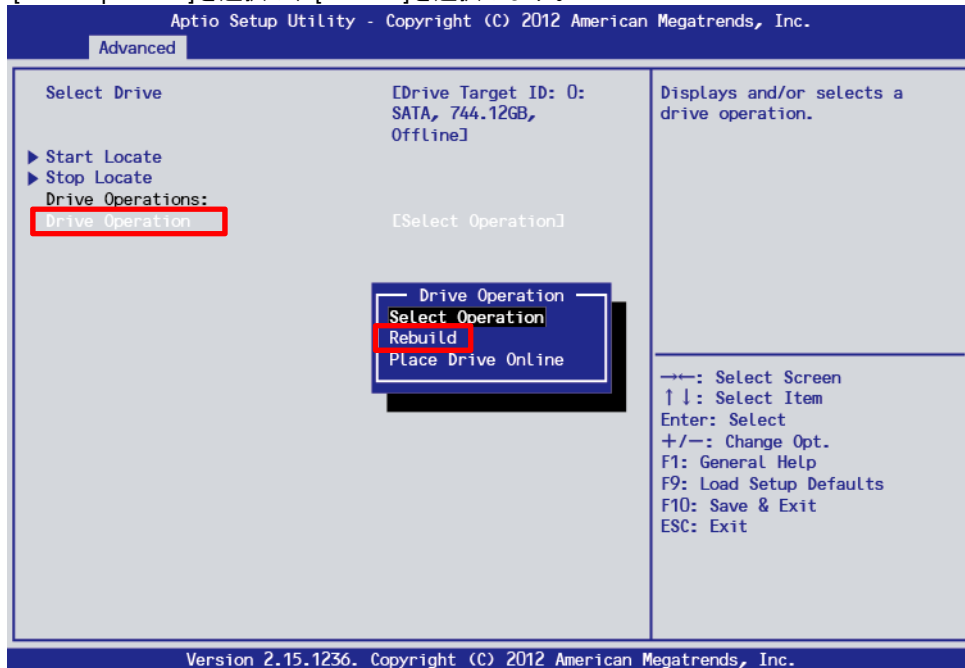 Aptio Setup Utility - Copyright (C) 2012 American Megatrends, Inc.
Advanced
Select Drive
[Drive Target ID: 0:
SATA, 744.12GB,
Offline]
Start Locate
Stop Locate
Drive Operations:
Drive Operation [Select Operation]
Drive Operation
Select Operation
Rebuild
Place Drive Online
Displays and/or selects a
drive operation.
→←: Select Screen
↑↓: Select Item
Enter: Select
+/-: Change Opt.
F1: General Help
F9: Load Setup Defaults
F10: Save & Exit
ESC: Exit
Version 2.15.1236. Copyright (C) 2012 American Megatrends, Inc.